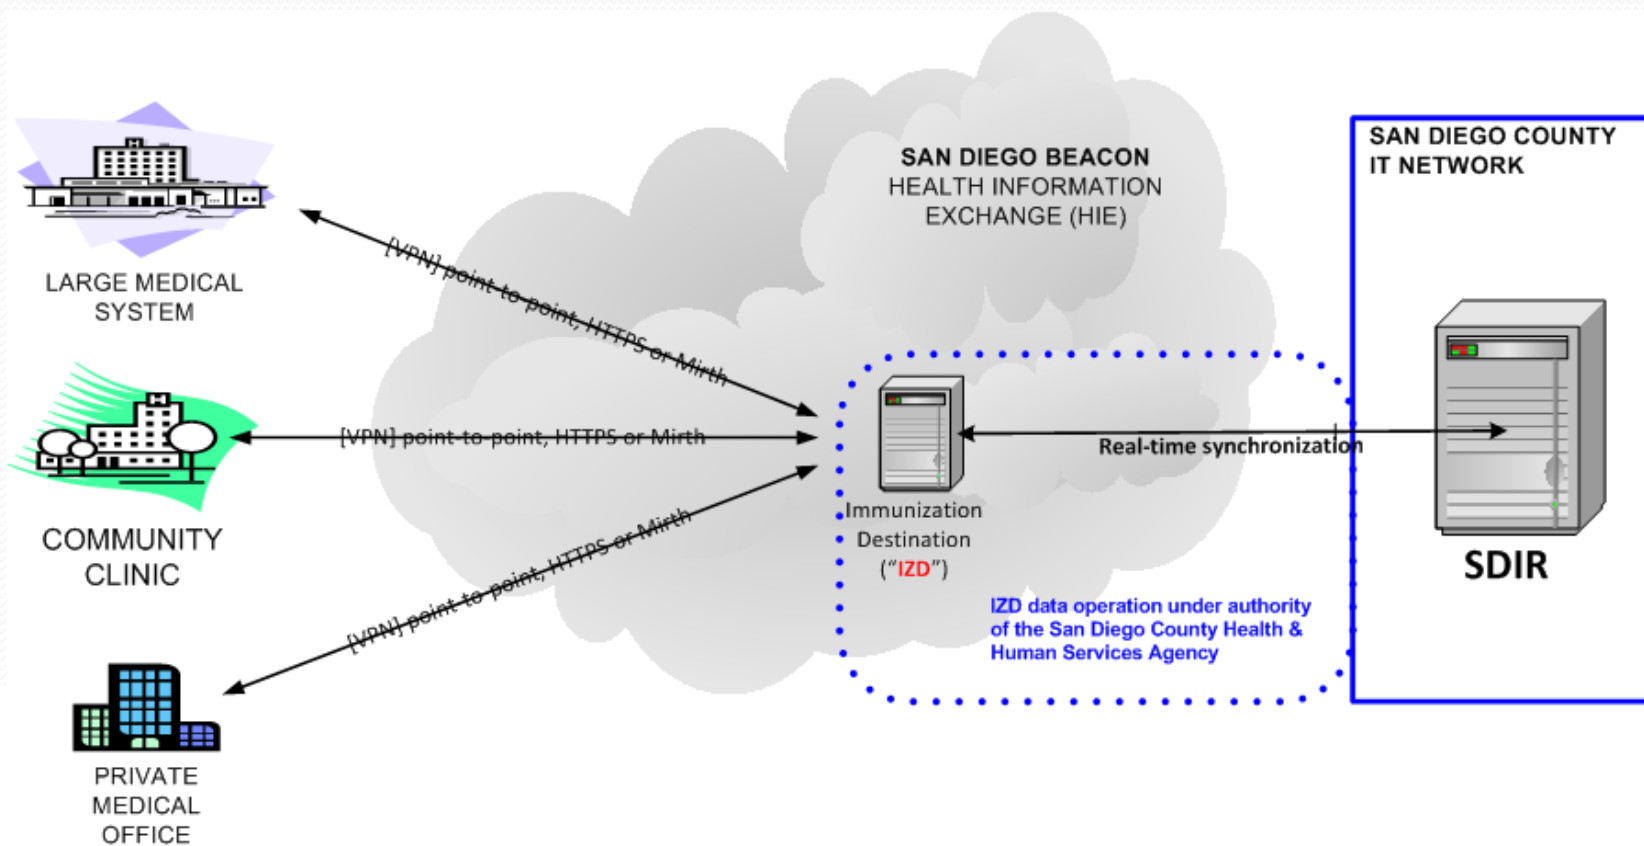 SAN DIEGO BEACON
HEALTH INFORMATION
EXCHANGE (HIE)
SAN DIEGO COUNTY
IT NETWORK
LARGE MEDICAL
SYSTEM
[VPN] point-to-point, HTTPS or Mirth
COMMUNITY
CLINIC
[VPN] point-to-point, HTTPS or Mirth
PRIVATE
MEDICAL
OFFICE
[VPN] point-to-point, HTTPS or Mirth
Immunization
Destination
(“IZD”)
Real-time synchronization
SDIR
IZD data operation under authority
of the San Diego County Health &
Human Services Agency